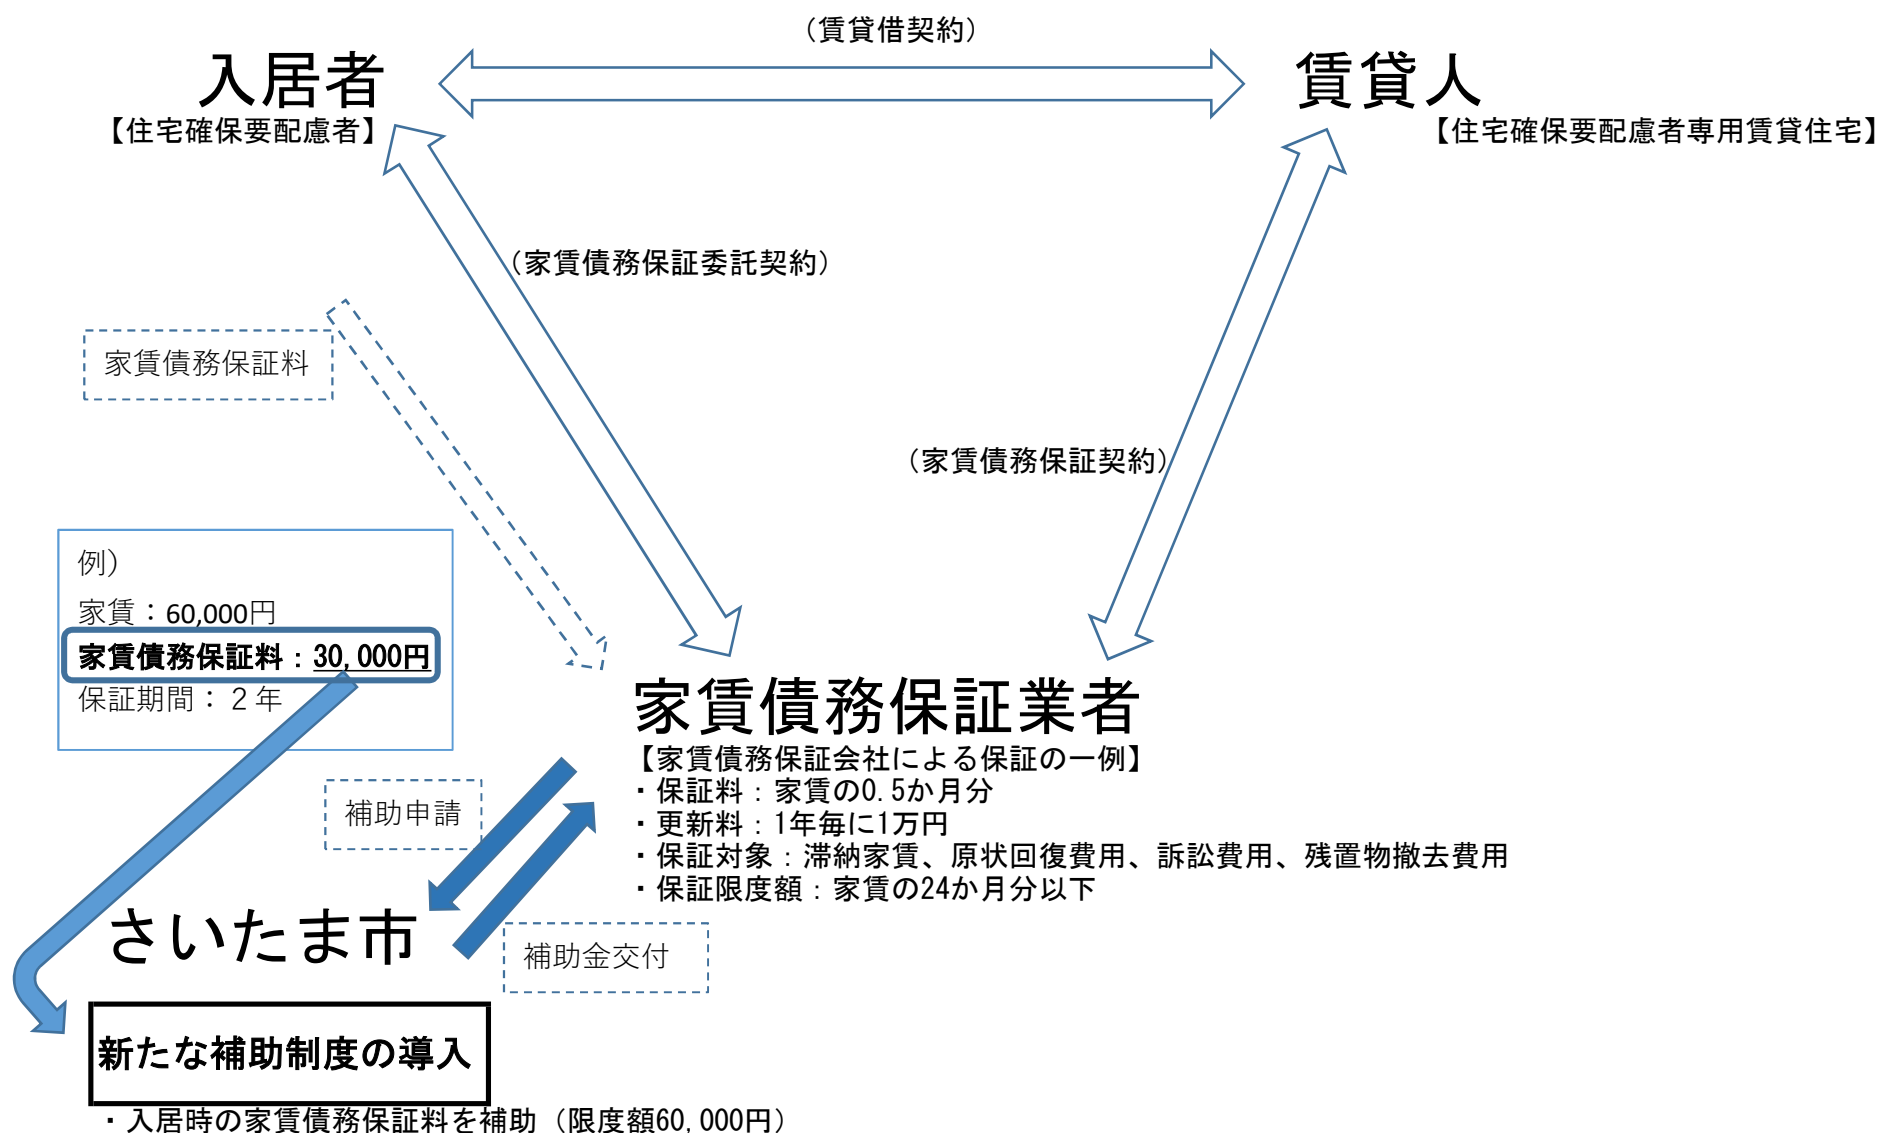 （賃貸借契約）
入居者
賃貸人
【住宅確保要配慮者】
【住宅確保要配慮者専用賃貸住宅】
（家賃債務保証委託契約）
家賃債務保証料
（家賃債務保証契約）
例）
家賃：60,000円
家賃債務保証料：30,000円
保証期間：２年
家賃債務保証業者
【家賃債務保証会社による保証の一例】
・保証料：家賃の0.5か月分
・更新料：1年毎に1万円
・保証対象：滞納家賃、原状回復費用、訴訟費用、残置物撤去費用
・保証限度額：家賃の24か月分以下
補助申請
さいたま市
補助金交付
新たな補助制度の導入
・入居時の家賃債務保証料を補助（限度額60,000円）